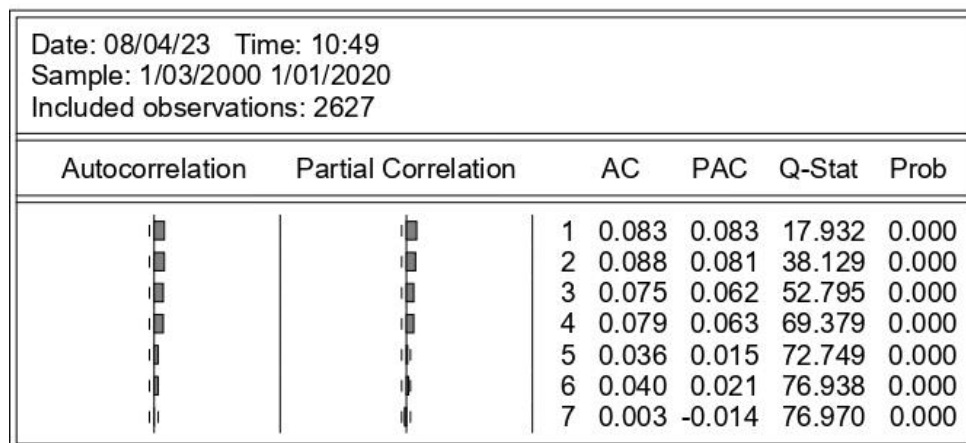 Date: 08/04/23 Time: 10:49
Sample: 1/03/2000 1/01/2020
Included observations: 2627
Autocorrelation Partial Correlation AC PAC Q-Stat Prob
1 0.083 0.083 17.932 0.000
2 0.088 0.081 38.129 0.000
3 0.075 0.062 52.795 0.000
4 0.079 0.063 69.379 0.000
5 0.036 0.015 72.749 0.000
6 0.040 0.021 76.938 0.000
7 0.003 -0.014 76.970 0.000